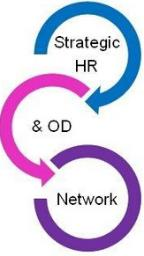 Strategic
HR
& OD
Network